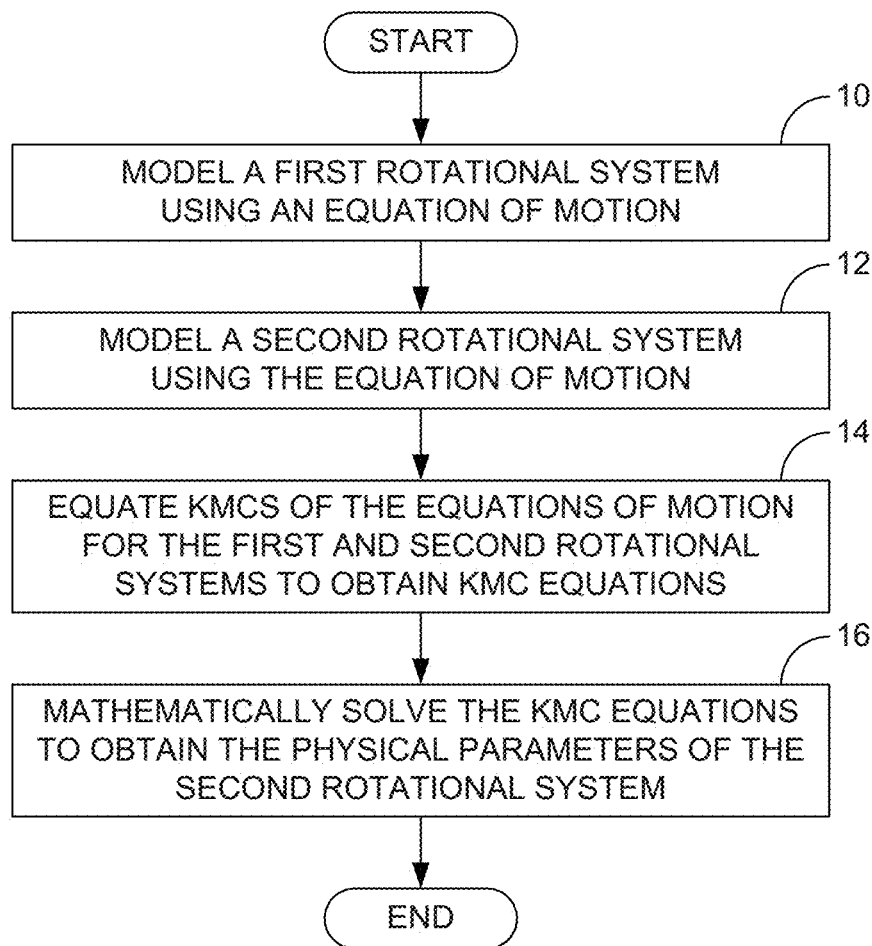 START
10
MODEL A FIRST ROTATIONAL SYSTEM
USING AN EQUATION OF MOTION
12
MODEL A SECOND ROTATIONAL SYSTEM
USING THE EQUATION OF MOTION
14
EQUATE KMCS OF THE EQUATIONS OF MOTION
FOR THE FIRST AND SECOND ROTATIONAL
SYSTEMS TO OBTAIN KMC EQUATIONS
16
MATHEMATICALLY SOLVE THE KMC EQUATIONS
TO OBTAIN THE PHYSICAL PARAMETERS OF THE
SECOND ROTATIONAL SYSTEM
END